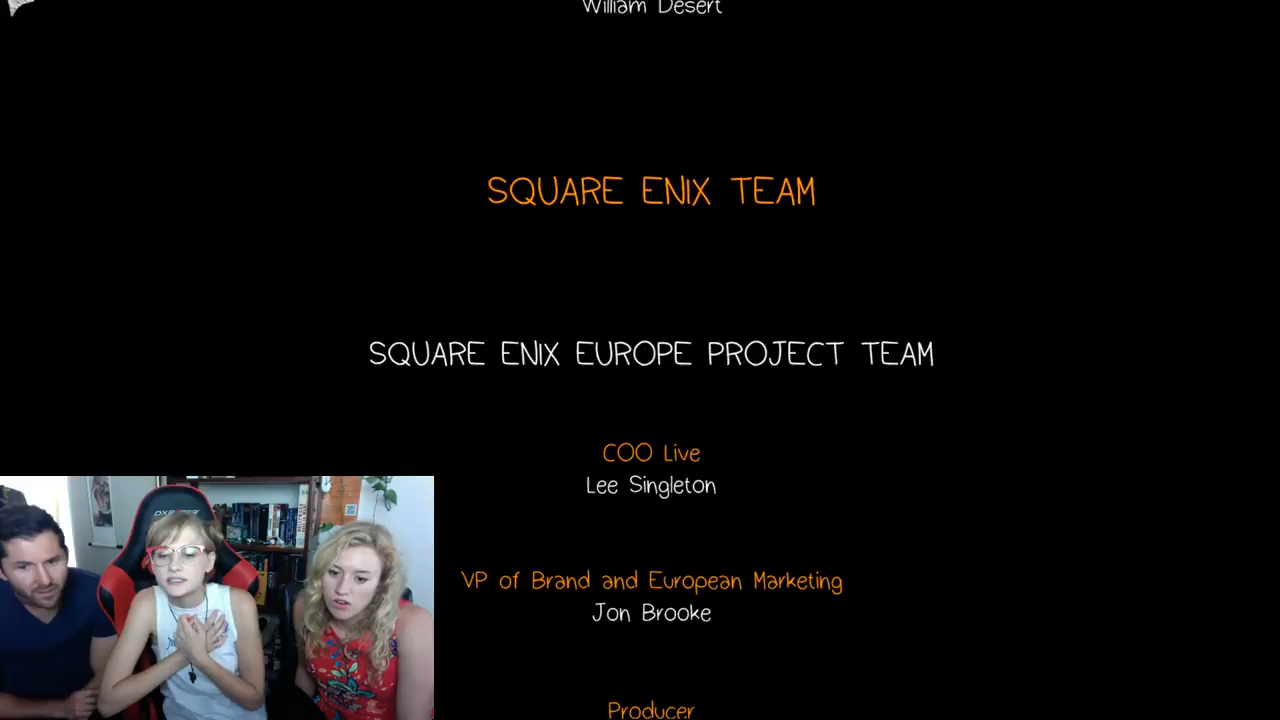 William Desert
SQUARE ENIX TEAM
SQUARE ENIX EUROPE PROJECT TEAM
COO Live
Lee Singleton
VP of Brand and European Marketing
Jon Brooke
Producer